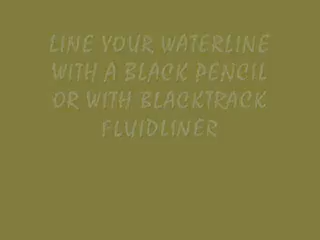 LINE YOUR WATERLINE
WITH A BLACK PENCIL
OR WITH BLACKTRACK
FLUIDLINER